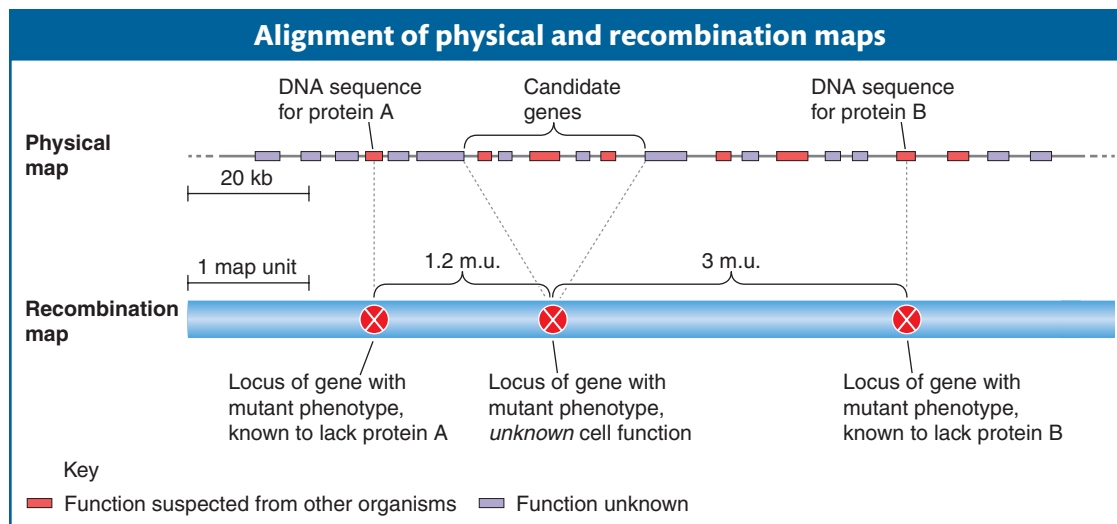 Alignment of physical and recombination maps
DNA sequence
for protein A
Candidate
genes
DNA sequence
for protein B
Physical
map
20 kb
1 map unit
1.2 m.u.
3 m.u.
Recombination
map
Locus of gene with
mutant phenotype,
known to lack protein A
Locus of gene with
mutant phenotype,
unknown cell function
Locus of gene with
mutant phenotype,
known to lack protein B
Key
Function suspected from other organisms
Function unknown